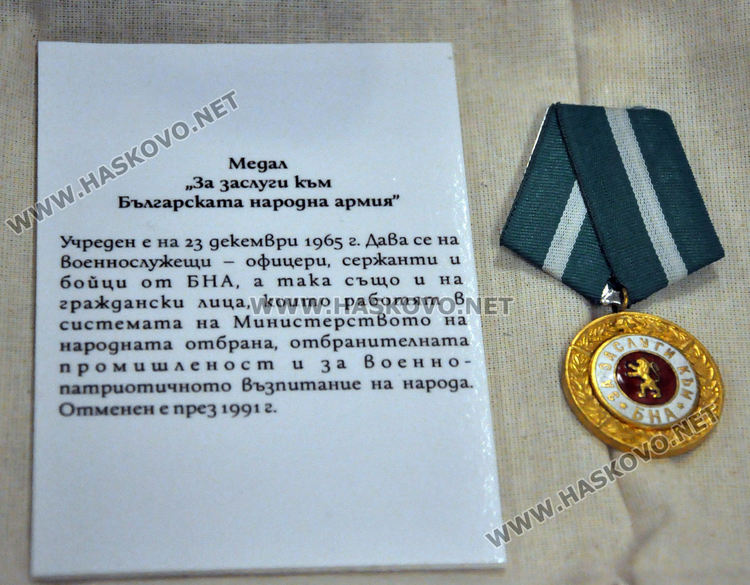 Медал
„За заслуги към
Българската народна армия”
Учреден е на 23 декември 1965 г. Дава се на
военнослужещи – офицери, сержанти и
бойци от БНА, а така също и на
граждански лица, които работят в
системата на Министерството на
народната отбрана, отбранителната
промишленост и за военно-
патриотичното възпитание на народа.
Отменен е през 1991 г.
ЗА ЗАСЛУГИ КЪМ
БНА
WWW.HASKOVO.NET
WWW.HASKOVO.NET
WWW.HASKOVO.NET
WWW.HASKOVO.NET
WWW.HASKOVO.NET